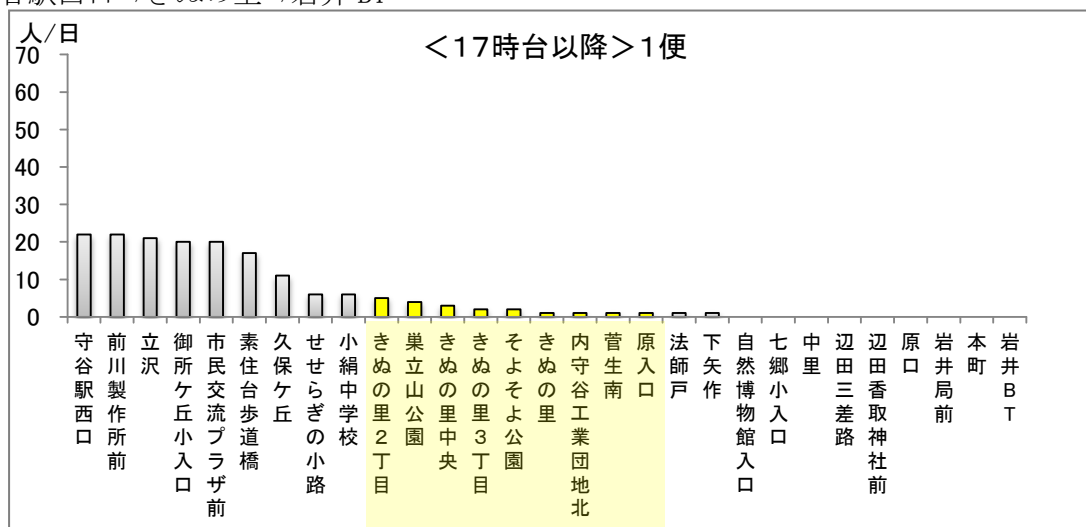 人/日
<17時台以降>1便
70
60
50
40
30
20
10
0
守谷駅西口
前川製作所前
立沢
御所ケ丘小入口
市民交流プラザ前
素住台歩道橋
久保ケ丘
せせらぎの小路
小絹中学校
きぬの里2丁目
巣立山公園
きぬの里中央
きぬの里3丁目
そよそよ公園
きぬの里
内守谷工業団地北
菅生南
原入口
法師戸
下矢作
自然博物館入口
七郷小入口
中里
辺田三差路
辺田香取神社前
原口
岩井局前
本町
岩井BT